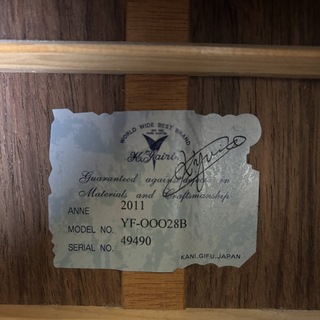 WORLD WIDE BEST BRAND
K.Yairi
Guaranteed against defects in
Materials and Craftsmanship
ANNE 2011
MODEL NO. YF-OOO28B
SERIAL NO. 49490
KANI.GIFU.JAPAN